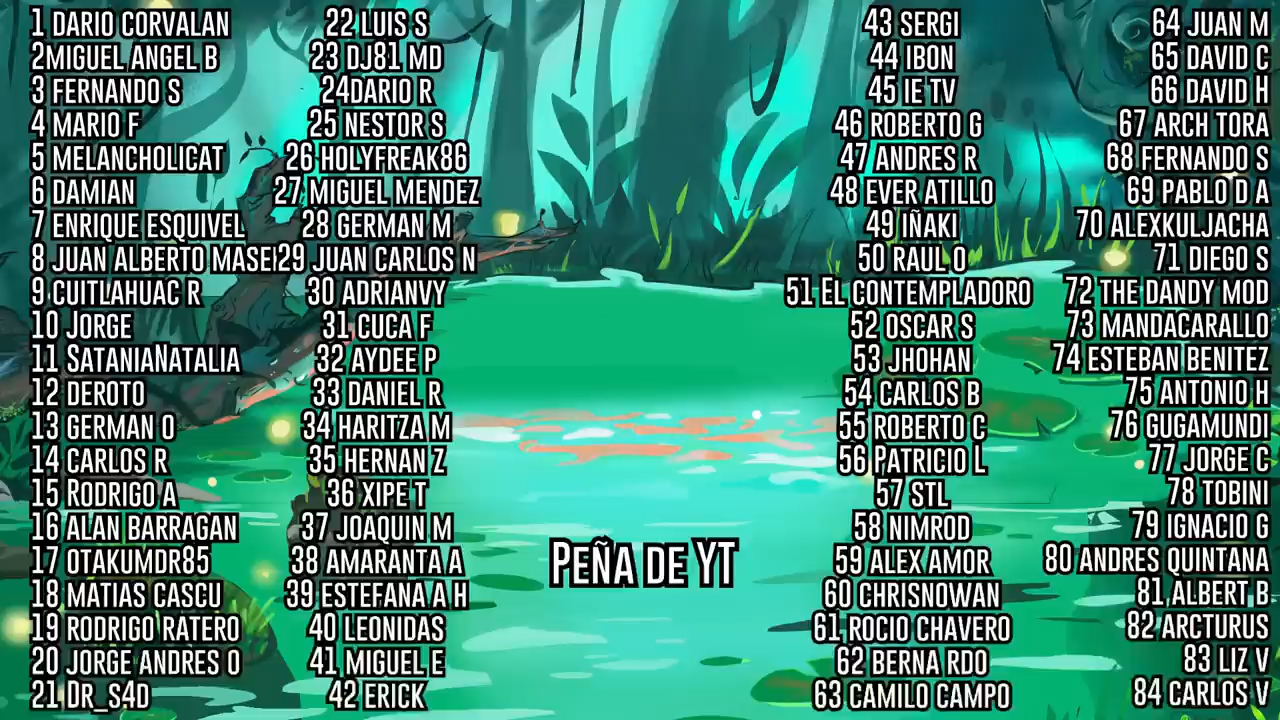 1 DARIO CORVALAN
2MIGUEL ANGEL B
3 FERNANDO S
4 MARIO F
5 MELANCHOLICAT
6 DAMIAN
7 ENRIQUE ESQUIVEL
8 JUAN ALBERTO
9 CUITLAHUAC R
10 JORGE
11 SATANIANATALIA
12 DEROTO
13 GERMAN O
14 CARLOS R
15 RODRIGO A
16 ALAN BARRAGAN
17 OTAKUMDR85
18 MATIAS CASCU
19 RODRIGO RATERO
20 JORGE ANDRES O
21 DR_S4D
22 LUIS S
23 DJ81 MD
24DARIO R
25 NESTOR S
26 HOLYFREAK86
27 MIGUEL MENDEZ
28 GERMAN M
29 JUAN CARLOS N
30 ADRIANVY
31 CUCA F
32 AYDEE P
33 DANIEL R
34 HARITZA M
35 HERNAN Z
36 XIPE T
37 JOAQUIN M
38 AMARANTA A
39 ESTEFANA A H
40 LEONIDAS
41 MIGUEL E
42 ERICK
PEÑA DE YT
43 SERGI
44 IBON
45 IE TV
46 ROBERTO G
47 ANDRES R
48 EVER ATILLO
49 IÑAKI
50 RAUL O
51 EL CONTEMPLADORO
52 OSCAR S
53 JHOHAN
54 CARLOS B
55 ROBERTO C
56 PATRICIO L
57 STL
58 NIMROD
59 ALEX AMOR
60 CHRISNOWAN
61 ROCIO CHAVERO
62 BERNA RDO
63 CAMILO CAMPO
64 JUAN M
65 DAVID C
66 DAVID H
67 ARCH TORA
68 FERNANDO S
69 PABLO D A
70 ALEXKULJACHA
71 DIEGO S
72 THE DANDY MOD
73 MANDACARALLO
74 ESTEBAN BENITEZ
75 ANTONIO H
76 GUGAMUNDI
77 JORGE C
78 TOBINI
79 IGNACIO G
80 ANDRES QUINTANA
81 ALBERT B
82 ARCTURUS
83 LIZ V
84 CARLOS V